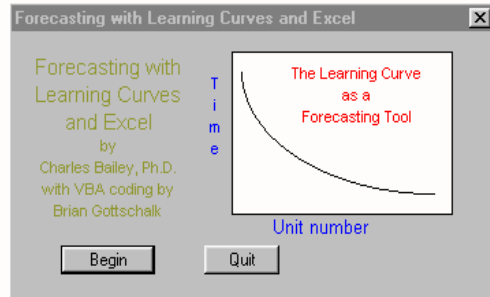 Forecasting with Learning Curves and Excel
Forecasting with
Learning Curves
and Excel
by
Charles Bailey, Ph.D.
with VBA coding by
Brian Gottschalk
Time
The Learning Curve
as a
Forecasting Tool
Unit number
Begin
Quit